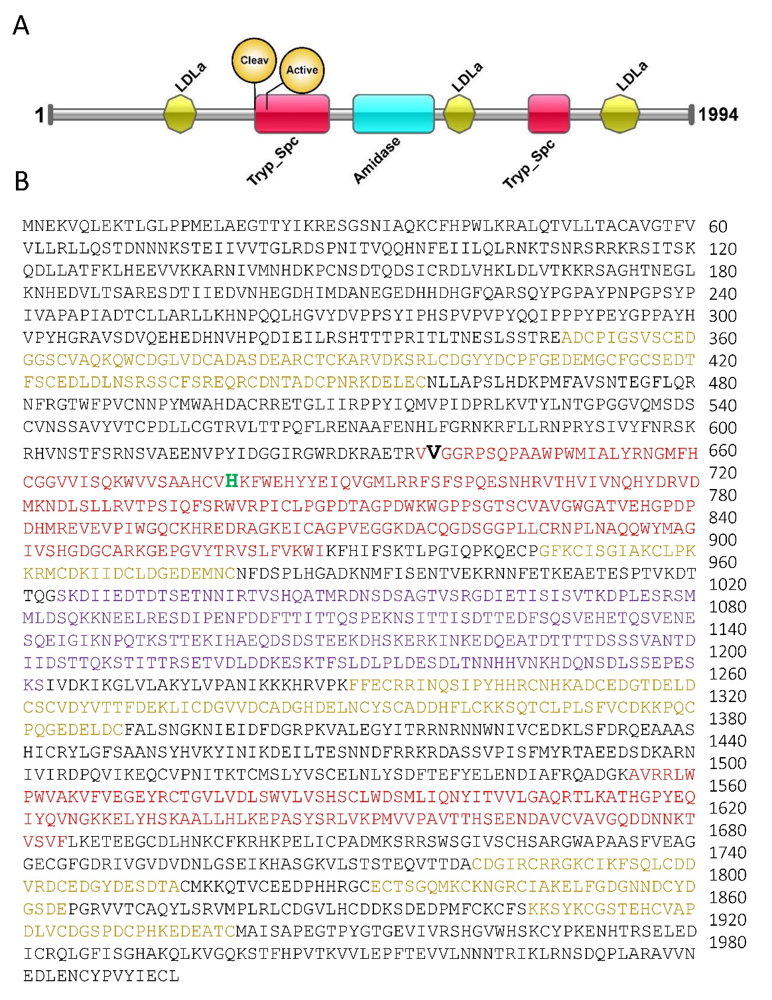 A
Cleav
Active
LDLa
LDLa
LDLa
1
1994
Tryp_Spc
Amidase
Tryp_Spc
B
MNEKVQLEKTLGLPPMELAEGTTYIKRESGSNIAQKCFHPWLKRALQTVLLTACAVGTFV 60
VLLRLLQSTDNNNKSTEIIVVTGLRDSPNITVQQHNFEIILQLRNKTSNRSRRKRSITSK 120
QDLLATFKLHEEVVKKARNIVMNHDKPCNSDTQDSICRDLVHKLDLVTKKRSAGHTNEGL 180
KNHEDVLTSARESDTIIEDVNHEGDHIMDANEGEDHHDHGFQARSQYPGPAYPNPGPSYP 240
IVAPAPIADTCLLARLLKHNPQQLHGVYDVPPSYIPHSPVPVPYQQIPPPYPEYGPPAYH 300
VPYHGRAVSDVQEHEDHNVHPQDIEILRSHTTTPRITLTNESLSSTREADCPIGSVSCED 360
GGSCVAQKQWCDGLVDCADASDEARCTCKARVDKSRLCDGYYDCPFGEDEMGCFGCSEDT 420
FSCEDLDLNSRSSCFSREQRCDNTADCPNRKDELECNLLAPSLHDKPMFAVSNTEGFLQR 480
NFRGTWFPVCNNPYMWAHDACRRETGLIIRPPYIQMVPIDPRLKVTYLNTGPGGVQMSDS 540
CVNSSAVYVTCPDLLCGTRVLTTPQFLRENAAFENHLFGRNKRFLLRNPRYSIVYFNRSK 600
RHVNSTFSRNSVAEENVPYIDGGIRGWRDKRAETRVVGGRPSQPAAWPWMIALYRNGMFH 660
CGGVVISQKWVVSAAHCVHKFWEHYYEIQVGMLRRFSFSPQESNHRVTHVIVNQHYDRVD 720
MKNDLSLLRVTPSIQFSRWVRPICLPGPDTAGPDWKWGPPSGTSCVAVGWGATVEHGPDP 780
DHMREVEVPIWGQCKHREDRAGKEICAGPVEGGKDACQGDSGGPLLCRNPLNAQQWYMAG 840
IVSHGDGCARKGEPGVYTRVSLFVKWIKFHIFSKTLPGIQPKQECPGFKCISGIAKCLPK 900
KRMCDKIIDCLDGEDEMNCNFDSPLHGADKNMFISENTVEKRNNFETKEAETESPTVKDT 960
TQGSKDIIEDTDTSETNNIRTVSHQATMRDNSDSAGTVSRGDIETISISVTKDPLESRSM 1020
MLDSQKKNEELRESDIPENFDDFTTITTQSPEKNSITTISDTTEDFSQSVEHETQSVENE 1080
SQEIGIKNPQTKSTTEKIHAEQDSDSTEEKDHSKERKINKEDQEATDTTTTDSSSVANTD 1140
IIDSTTQKSTITTRSETVDLDDKESKTFSLDLPLDESDLTNNHHVNKHDQNSDLSSEPES 1200
KSIVDKIKGLVLAKYLVPANIKKKHRVPKFFECRRINQSIPYHHRCNHKADCEDGTDELD 1260
CSCVDYVTTFDEKLICDGVVDCADGHDELNCYSCADDHFLCKKSQTCLPLSFVCDKKPQC 1320
PQGEDELDCFALSNGKNIEIDFDGRPKVALEGYITRRNRNNWNIVCEDKLSFDRQEAAAS 1380
HICRYLGFSAANSYHVKYINIKDEILTESNNDFRRKRDASSVPISFMYRTAEEDSDKARN 1440
IVIRDPQVIKEQCVPNITKTCMSLYVSCELNLYSDFTEFYELENDIAFRQADGKAVRRLW 1500
PWVAKVFVEGEYRCTGVLVDLSWVLVSHSCLWDSMLIQNYITVVLGAQRTLKATHGPYEQ 1560
IYQVNGKKELYHSKAALLHLKEPASYSRLVKPMVVPAVTTHSEENDAVCVAVGQDDNNKT 1620
VSVFLKETEEGCDLHNKCFKRHKPELICPADMKSRRSWSGIVSCHSARGWAPAASFVEAG 1680
GECGFGDRIVGVDVDNLGSEIKHASGKVLSTSTEQVTTDACDGIRCRRGKCIKFSQLCDD 1740
VRDCEDGYDESDTACMKKQTVCEEDPHHRGCECTSGQMKCKNGRCIAKELFGDGNNDCYD 1800
GSDEPGRVVTCAQYLSRVMPLRLCDGVLHCDDKSDEDPMFCKCFSKKSYKCGSTEHCVAP 1860
DLVCDGSPDCPHKEDEATCMAISAPEGTPYGTGEVIVRSHGVWHSKCYPKENHTRSELED 1920
ICRQLGFISGHAKQLKVGQKSTFHPVTKVVLEPFTEVVLNNNTRIKLRNSDQPLARAVVN 1980
EDLENCYPVYIECL